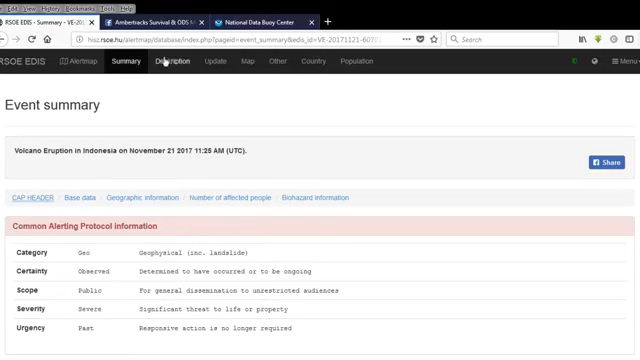 File Edit View History Bookmarks Tools Help
RSOE EDIS - Summary - VE-20
Ambertracks Survival & ODS M
National Data Buoy Center
hisz.rsoe.hu/alertmap/database/index.php?pageid=event_summary&edis_id=VE-20171121-6070
Search
RSOE EDIS
Alertmap
Summary
Description
Update
Map
Other
Country
Population
Menu
Event summary
Volcano Eruption in Indonesia on November 21 2017 11:25 AM (UTC).
Share
CAP HEADER
Base data
Geographic information
Number of affected people
Biohazard information
Common Alerting Protocol information
Category Geo Geophysical (inc. landslide)
Certainty Observed Determined to have occurred or to be ongoing
Scope Public For general dissemination to unrestricted audiences
Severity Severe Significant threat to life or property
Urgency Past Responsive action is no longer required